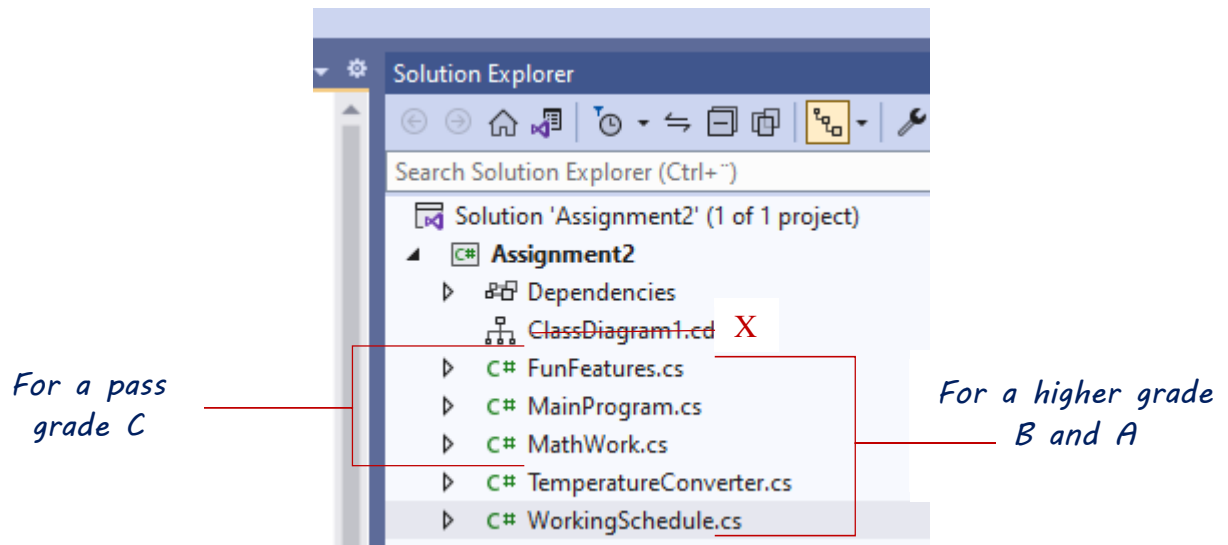 Solution Explorer
Search Solution Explorer (Ctrl+¨)
Solution 'Assignment2' (1 of 1 project)
C# Assignment2
Dependencies
ClassDiagram1.cd X
C# FunFeatures.cs
C# MainProgram.cs
C# MathWork.cs
C# TemperatureConverter.cs
C# WorkingSchedule.cs
For a pass
grade C
For a higher grade
B and A